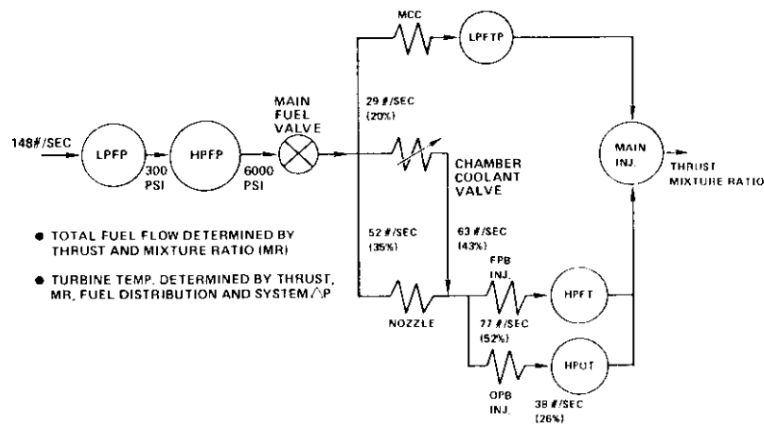 MCC
LPFTP
148#/SEC
LPFP
300
PSI
HPFP
6000
PSI
MAIN
FUEL
VALVE
29 #/SEC
(20%)
CHAMBER
COOLANT
VALVE
MAIN
INJ.
THRUST
MIXTURE RATIO
52 #/SEC
(35%)
63 #/SEC
(43%)
● TOTAL FUEL FLOW DETERMINED BY
THRUST AND MIXTURE RATIO (MR)
● TURBINE TEMP. DETERMINED BY THRUST,
MR, FUEL DISTRIBUTION AND SYSTEM △P
NOZZLE
FPB
INJ.
HPFT
77 #/SEC
(52%)
OPB
INJ.
HPOT
38 #/SEC
(26%)